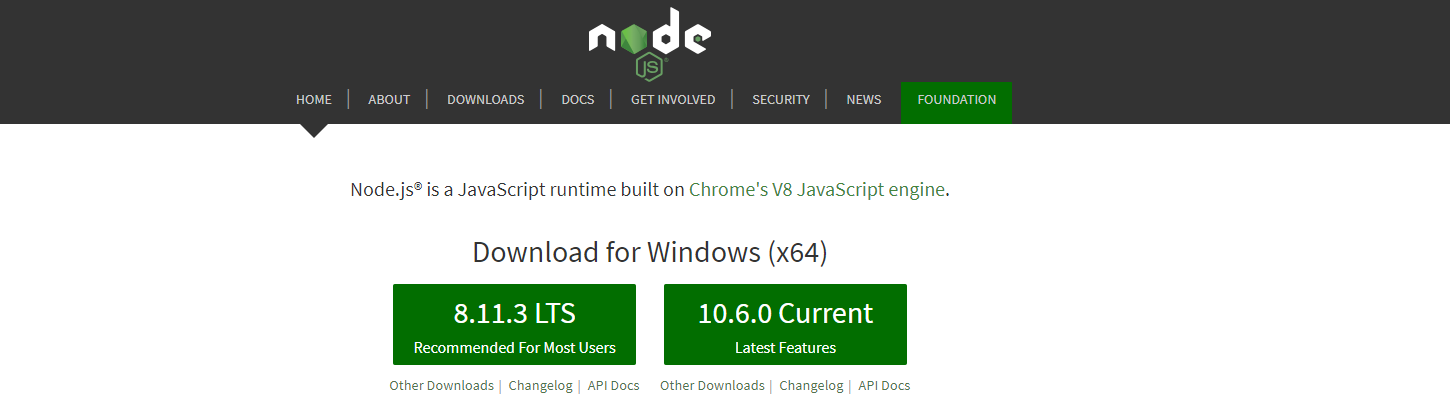 node
JS
HOME | ABOUT | DOWNLOADS | DOCS | GET INVOLVED | SECURITY | NEWS FOUNDATION
Node.js® is a JavaScript runtime built on Chrome's V8 JavaScript engine.
Download for Windows (x64)
8.11.3 LTS
Recommended For Most Users
10.6.0 Current
Latest Features
Other Downloads | Changelog | API Docs
Other Downloads | Changelog | API Docs